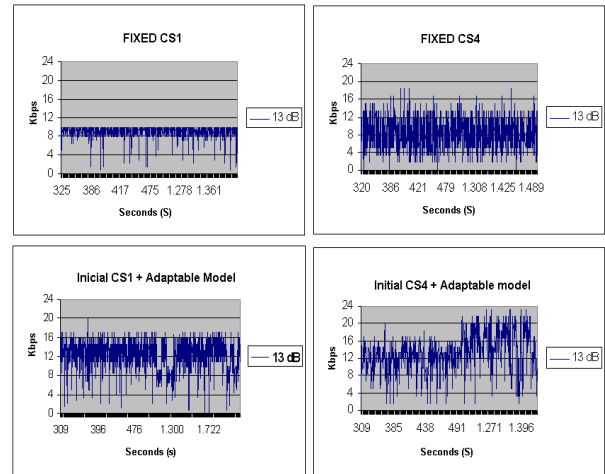 FIXED CS1
24
20
16
12
8
4
0
Kbps
325 386 417 475 1.278 1.361
Seconds (S)
13 dB
FIXED CS4
24
20
16
12
8
4
0
Kbps
320 386 421 479 1.308 1.425 1.489
Seconds (S)
13 dB
Inicial CS1 + Adaptable Model
24
20
16
12
8
4
0
Kbps
309 396 476 1.300 1.722
Seconds (s)
13 dB
Initial CS4 + Adaptable model
24
20
16
12
8
4
0
Kbps
309 385 438 491 1.271 1.396
Seconds (S)
13 dB